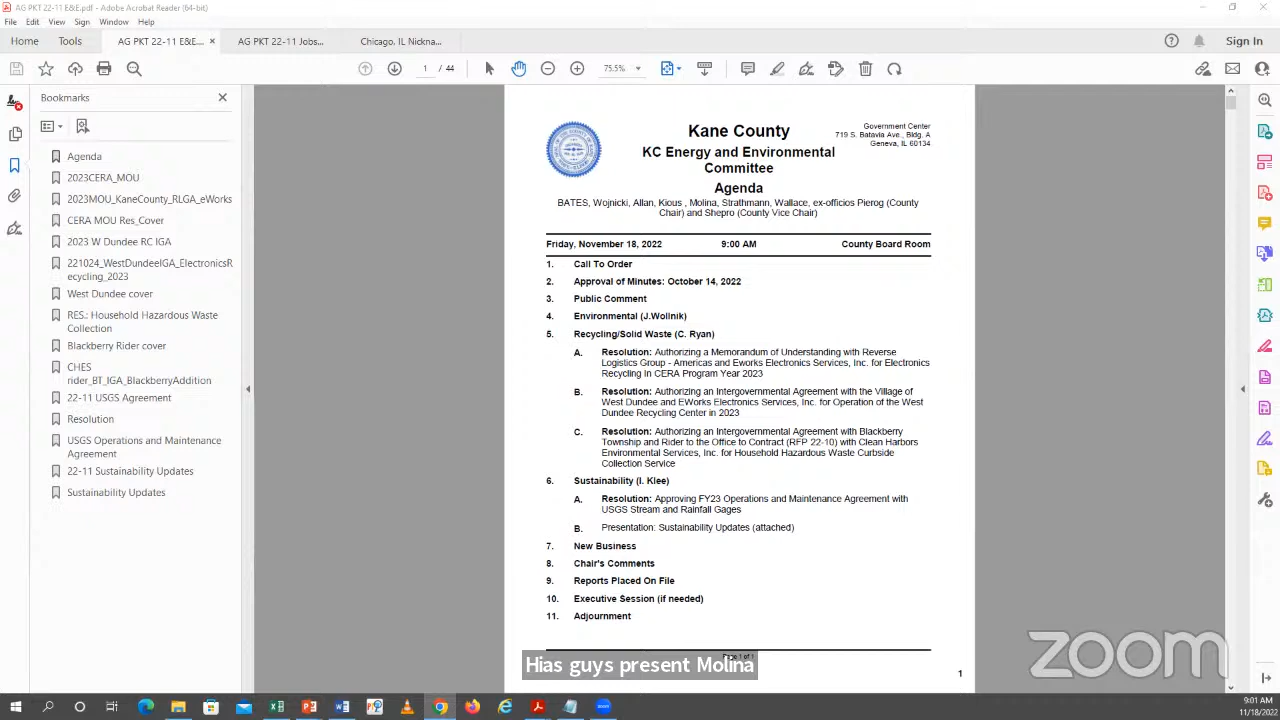 AG PKT 22-11 E&E.pdf - Adobe Acrobat Reader (64-bit)
File Edit View Sign Window Help
Home Tools AG PKT 22-11 E&E... × AG PKT 22-11 Jobs... Chicago, IL Nickna...
Sign In
1 / 44 75.5%
Bookmarks
Agenda
2023CERA_MOU
2023MOU_KaneCounty_RLGA_eWorks
CERA MOU Res_Cover
2023 W Dundee RC IGA
221024_WestDundeeIGA_ElectronicsR
ecycling_2023
West Dundee cover
RES.: Household Hazardous Waste
Collection
Blackberry Rider cover
CHES
rider_BT_IGA_BlackberryAddition
22-11 USGS Agreement
Resolution
USGS Operations and Maintenance
Agreement
22-11 Sustainability Updates
Sustainability Updates
Kane County
KC Energy and Environmental
Committee
Agenda
Government Center
719 S. Batavia Ave., Bldg. A
Geneva, IL 60134
BATES, Wojnicki, Allan, Kious , Molina, Strathmann, Wallace, ex-officios Pierog (County
Chair) and Shepro (County Vice Chair)
Friday, November 18, 2022 9:00 AM County Board Room
1. Call To Order
2. Approval of Minutes: October 14, 2022
3. Public Comment
4. Environmental (J.Wollnik)
5. Recycling/Solid Waste (C. Ryan)
A. Resolution: Authorizing a Memorandum of Understanding with Reverse
Logistics Group - Americas and Eworks Electronics Services, Inc. for Electronics
Recycling In CERA Program Year 2023
B. Resolution: Authorizing an Intergovernmental Agreement with the Village of
West Dundee and EWorks Electronics Services, Inc. for Operation of the West
Dundee Recycling Center in 2023
C. Resolution: Authorizing an Intergovernmental Agreement with Blackberry
Township and Rider to the Office to Contract (RFP 22-10) with Clean Harbors
Environmental Services, Inc. for Household Hazardous Waste Curbside
Collection Service
6. Sustainability (I. Klee)
A. Resolution: Approving FY23 Operations and Maintenance Agreement with
USGS Stream and Rainfall Gages
B. Presentation: Sustainability Updates (attached)
7. New Business
8. Chair's Comments
9. Reports Placed On File
10. Executive Session (if needed)
11. Adjournment
Page 1 of 1
1
Hias guys present Molina
zoom
9:01 AM
11/18/2022